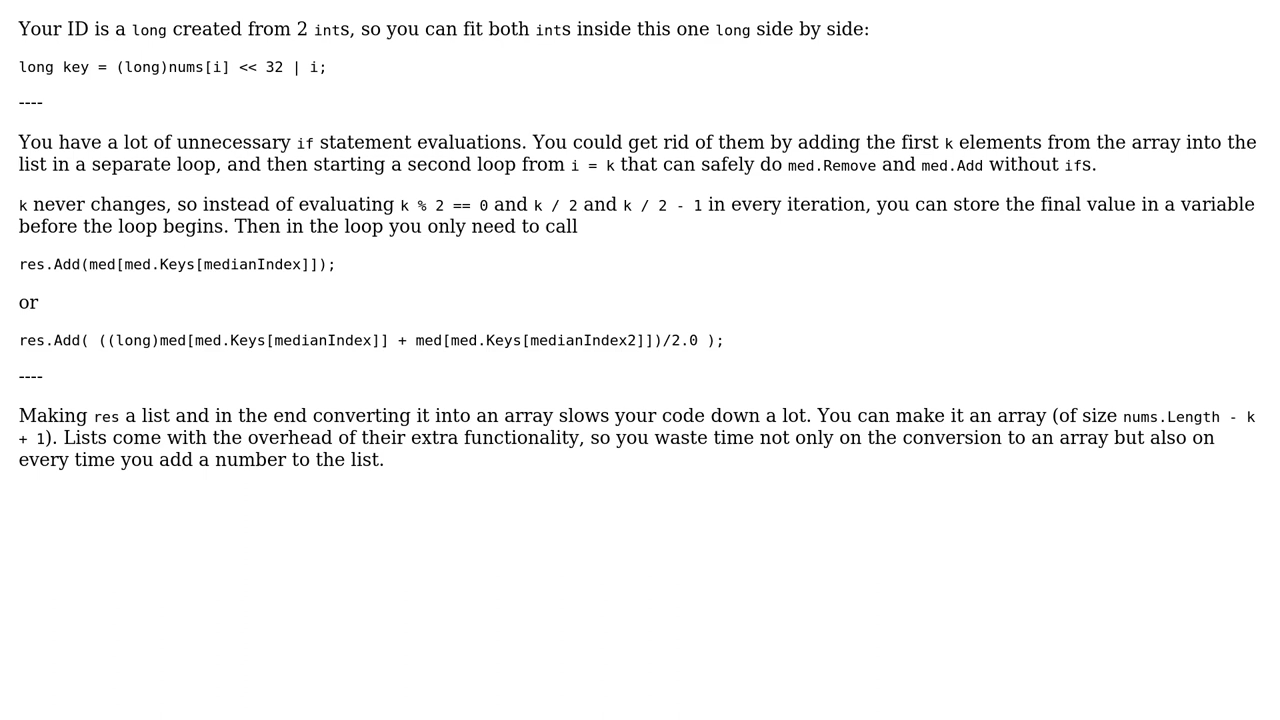 Your ID is a long created from 2 ints, so you can fit both ints inside this one long side by side:
long key = (long)nums[i] << 32 | i;
----
You have a lot of unnecessary if statement evaluations. You could get rid of them by adding the first k elements from the array into the
list in a separate loop, and then starting a second loop from i = k that can safely do med.Remove and med.Add without ifs.
k never changes, so instead of evaluating k % 2 == 0 and k / 2 and k / 2 - 1 in every iteration, you can store the final value in a variable
before the loop begins. Then in the loop you only need to call
res.Add(med[med.Keys[medianIndex]]);
or
res.Add( ((long)med[med.Keys[medianIndex]] + med[med.Keys[medianIndex2]])/2.0 );
----
Making res a list and in the end converting it into an array slows your code down a lot. You can make it an array (of size nums.Length - k
+ 1). Lists come with the overhead of their extra functionality, so you waste time not only on the conversion to an array but also on
every time you add a number to the list.